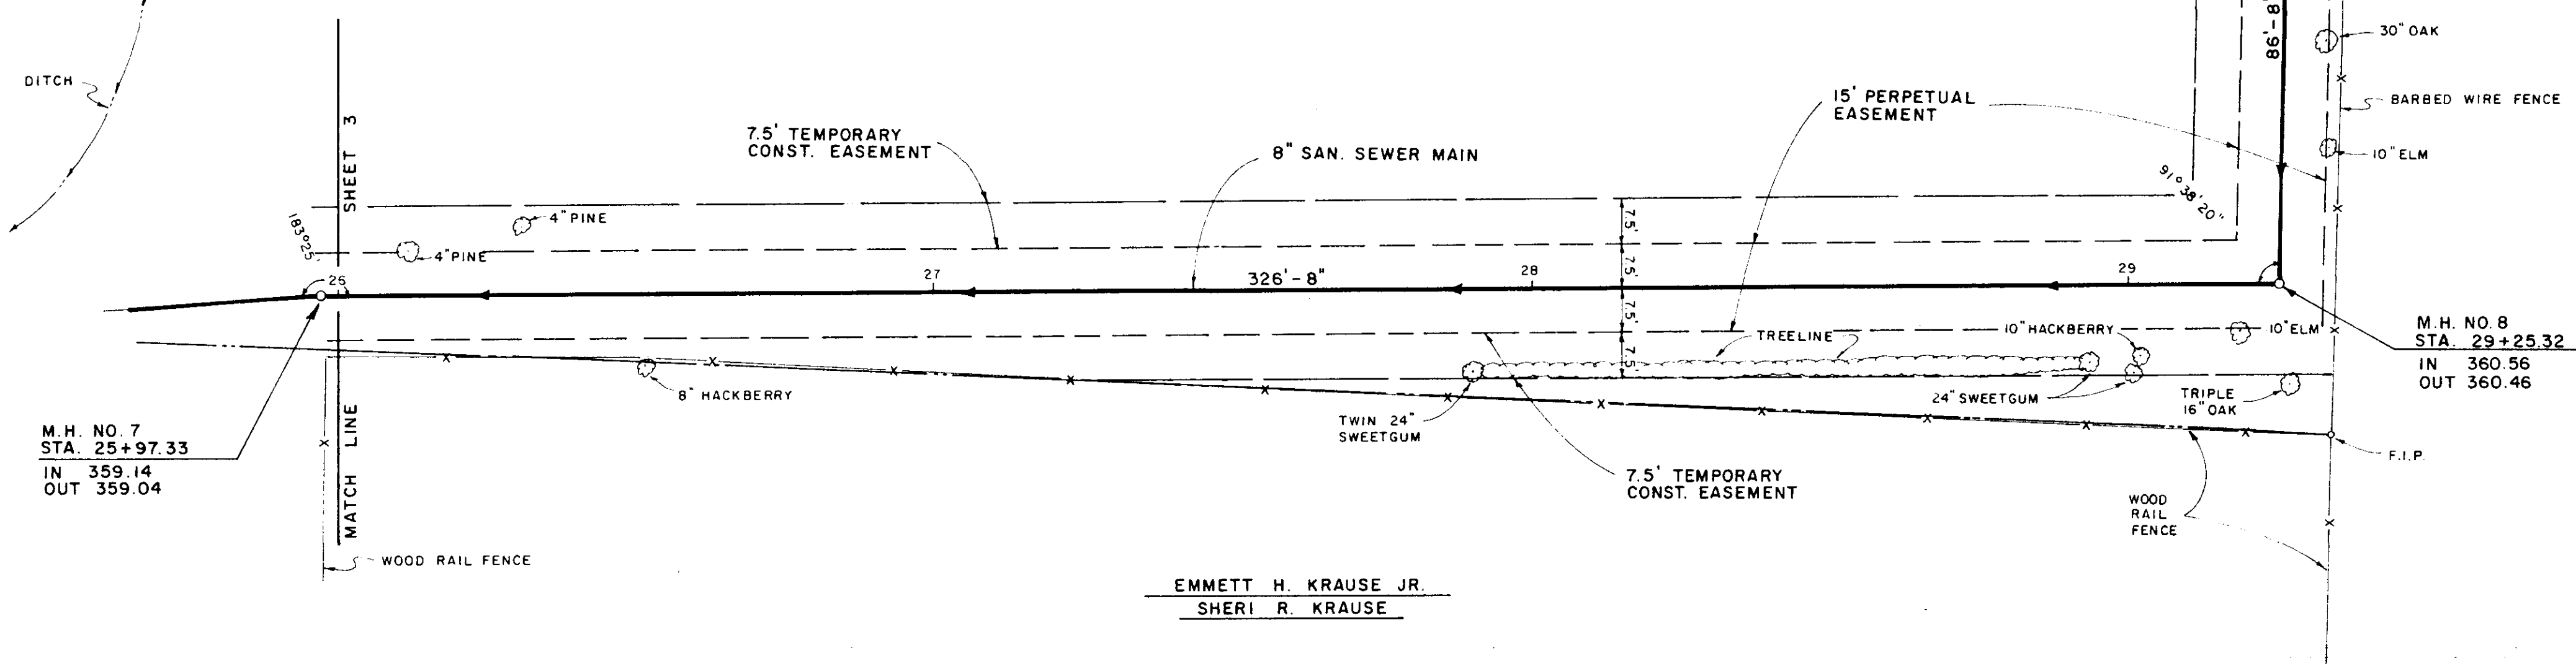 DITCH
SHEET 3
MATCH LINE
183°25'
7.5' TEMPORARY
CONST. EASEMENT
8" SAN. SEWER MAIN
15' PERPETUAL
EASEMENT
86'-8"
30" OAK
BARBED WIRE FENCE
10" ELM
91°38'20"
4" PINE
4" PINE
26
27
326'-8"
28
29
7.5'
7.5'
7.5'
7.5'
TREELINE
10" HACKBERRY
10" ELM
M.H. NO. 8
STA. 29+25.32
IN 360.56
OUT 360.46
8" HACKBERRY
TWIN 24"
SWEETGUM
24" SWEETGUM
TRIPLE
16" OAK
M.H. NO. 7
STA. 25+97.33
IN 359.14
OUT 359.04
7.5' TEMPORARY
CONST. EASEMENT
F.I.P.
WOOD
RAIL
FENCE
WOOD RAIL FENCE
EMMETT H. KRAUSE JR.
SHERI R. KRAUSE